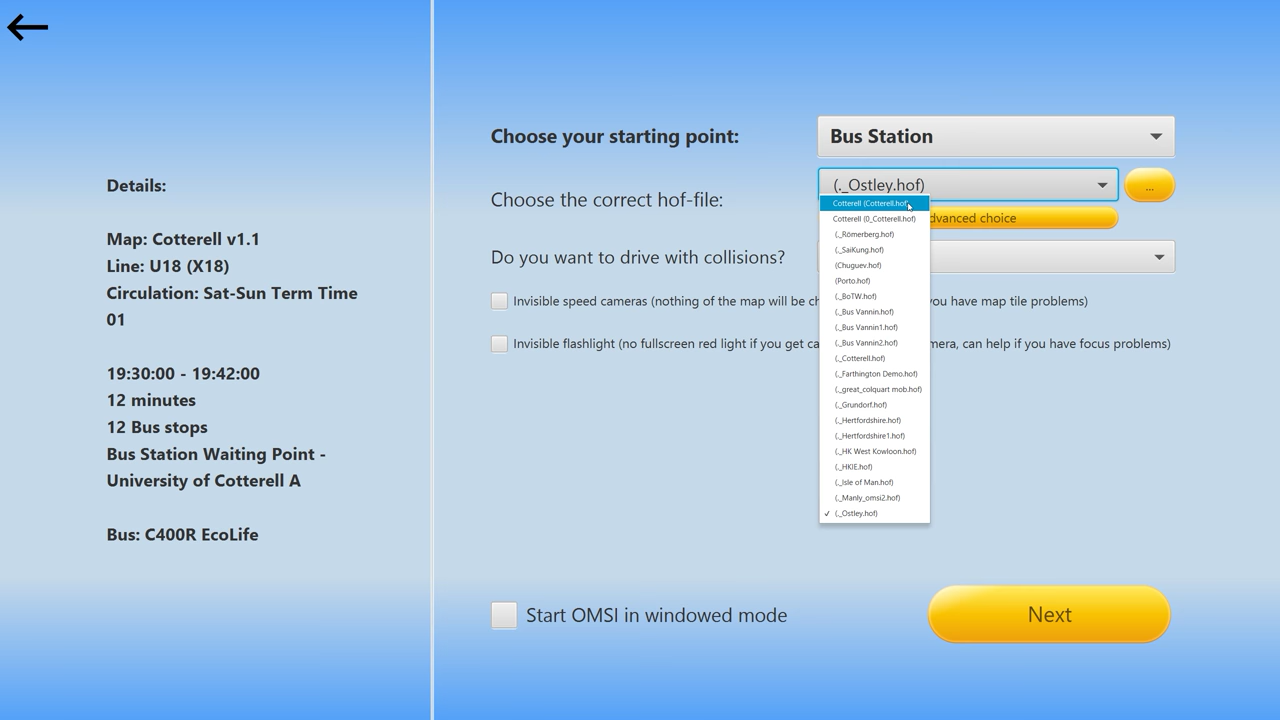 Details:
Map: Cotterell v1.1
Line: U18 (X18)
Circulation: Sat-Sun Term Time
01
19:30:00 - 19:42:00
12 minutes
12 Bus stops
Bus Station Waiting Point -
University of Cotterell A
Bus: C400R EcoLife
Choose your starting point:
Bus Station
Choose the correct hof-file:
(._Ostley.hof)
...
dvanced choice
Do you want to drive with collisions?
Cotterell (Cotterell.hof)
Cotterell (0_Cotterell.hof)
(._Römerberg.hof)
(._SaiKung.hof)
(Chuguev.hof)
(Porto.hof)
(._BoTW.hof)
(._Bus Vannin.hof)
(._Bus Vannin1.hof)
(._Bus Vannin2.hof)
(._Cotterell.hof)
(._Farthington Demo.hof)
(._great_colquart mob.hof)
(._Grundorf.hof)
(._Hertfordshire.hof)
(._Hertfordshire1.hof)
(._HK West Kowloon.hof)
(._HKIE.hof)
(._Isle of Man.hof)
(._Manly_omsi2.hof)
✓ (._Ostley.hof)
Invisible speed cameras (nothing of the map will be ch you have map tile problems)
Invisible flashlight (no fullscreen red light if you get ca mera, can help if you have focus problems)
Start OMSI in windowed mode
Next